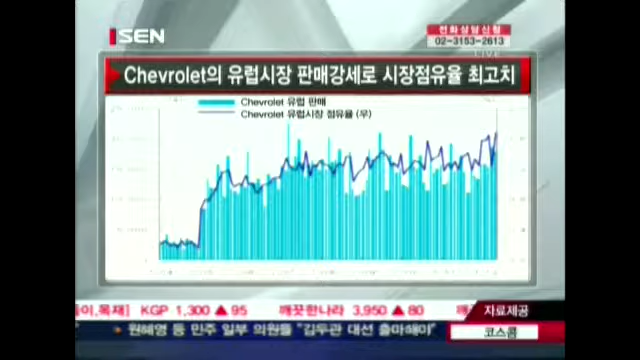 SEN
전화상담신청
02-3153-2613
LIVE
Chevrolet의 유럽시장 판매강세로 시장점유율 최고치
Chevrolet 유럽 판매
Chevrolet 유럽시장 점유율 (우)
이,목재] KGP 1,300 ▲ 95 깨끗한나라 3,950 ▲ 80
자료제공
원혜영 등 민주 일부 의원들 "김두관 대선 출마해야"
코스콤